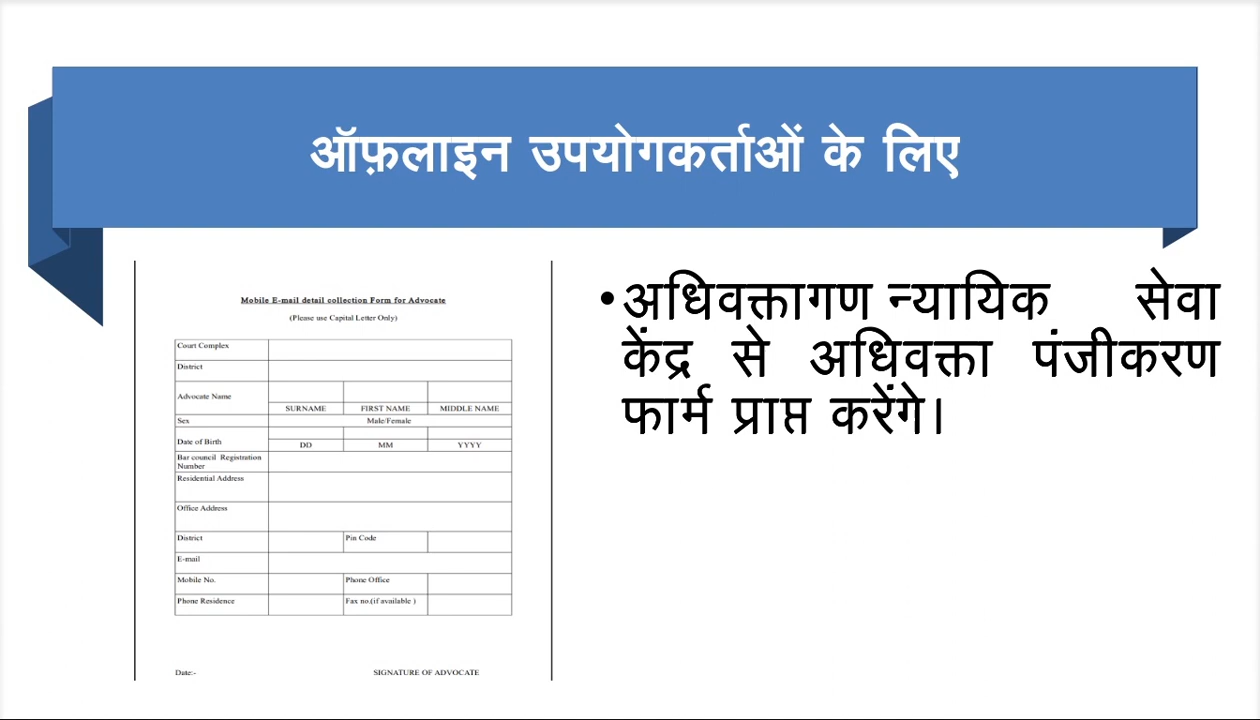 ऑफ़लाइन उपयोगकर्ताओं के लिए
Mobile E-mail detail collection Form for Advocate
(Please use Capital Letter Only)
Court Complex
District
Advocate Name
SURNAME FIRST NAME MIDDLE NAME
Sex Male/Female
Date of Birth
DD MM YYYY
Bar council Registration
Number
Residential Address
Office Address
District Pin Code
E-mail
Mobile No. Phone Office
Phone Residence Fax no.(if available )
Date:- SIGNATURE OF ADVOCATE
•अधिवक्तागण न्यायिक सेवा
केंद्र से अधिवक्ता पंजीकरण
फार्म प्राप्त करेंगे।